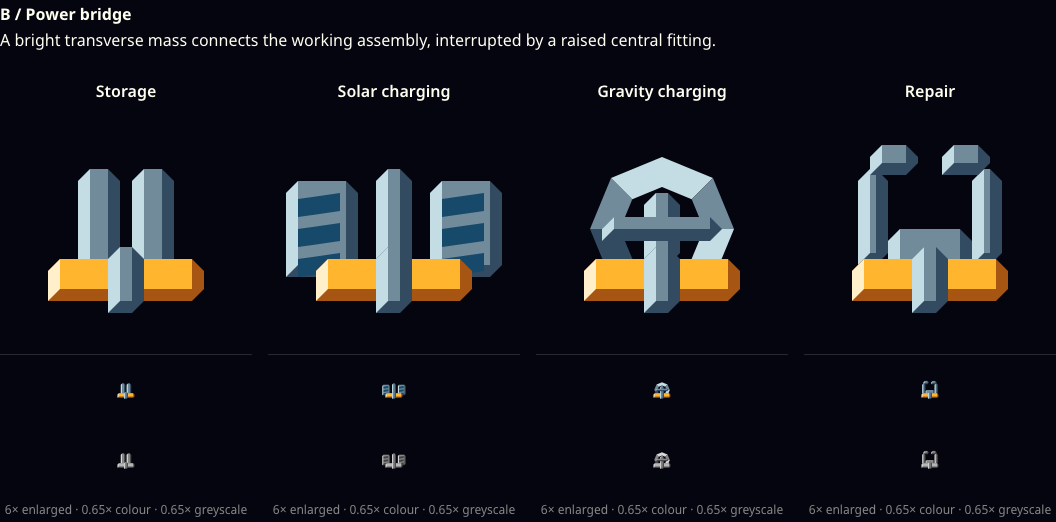 B / Power bridge
A bright transverse mass connects the working assembly, interrupted by a raised central fitting.
Storage
Solar charging
Gravity charging
Repair
6× enlarged · 0.65× colour · 0.65× greyscale
6× enlarged · 0.65× colour · 0.65× greyscale
6× enlarged · 0.65× colour · 0.65× greyscale
6× enlarged · 0.65× colour · 0.65× greyscale